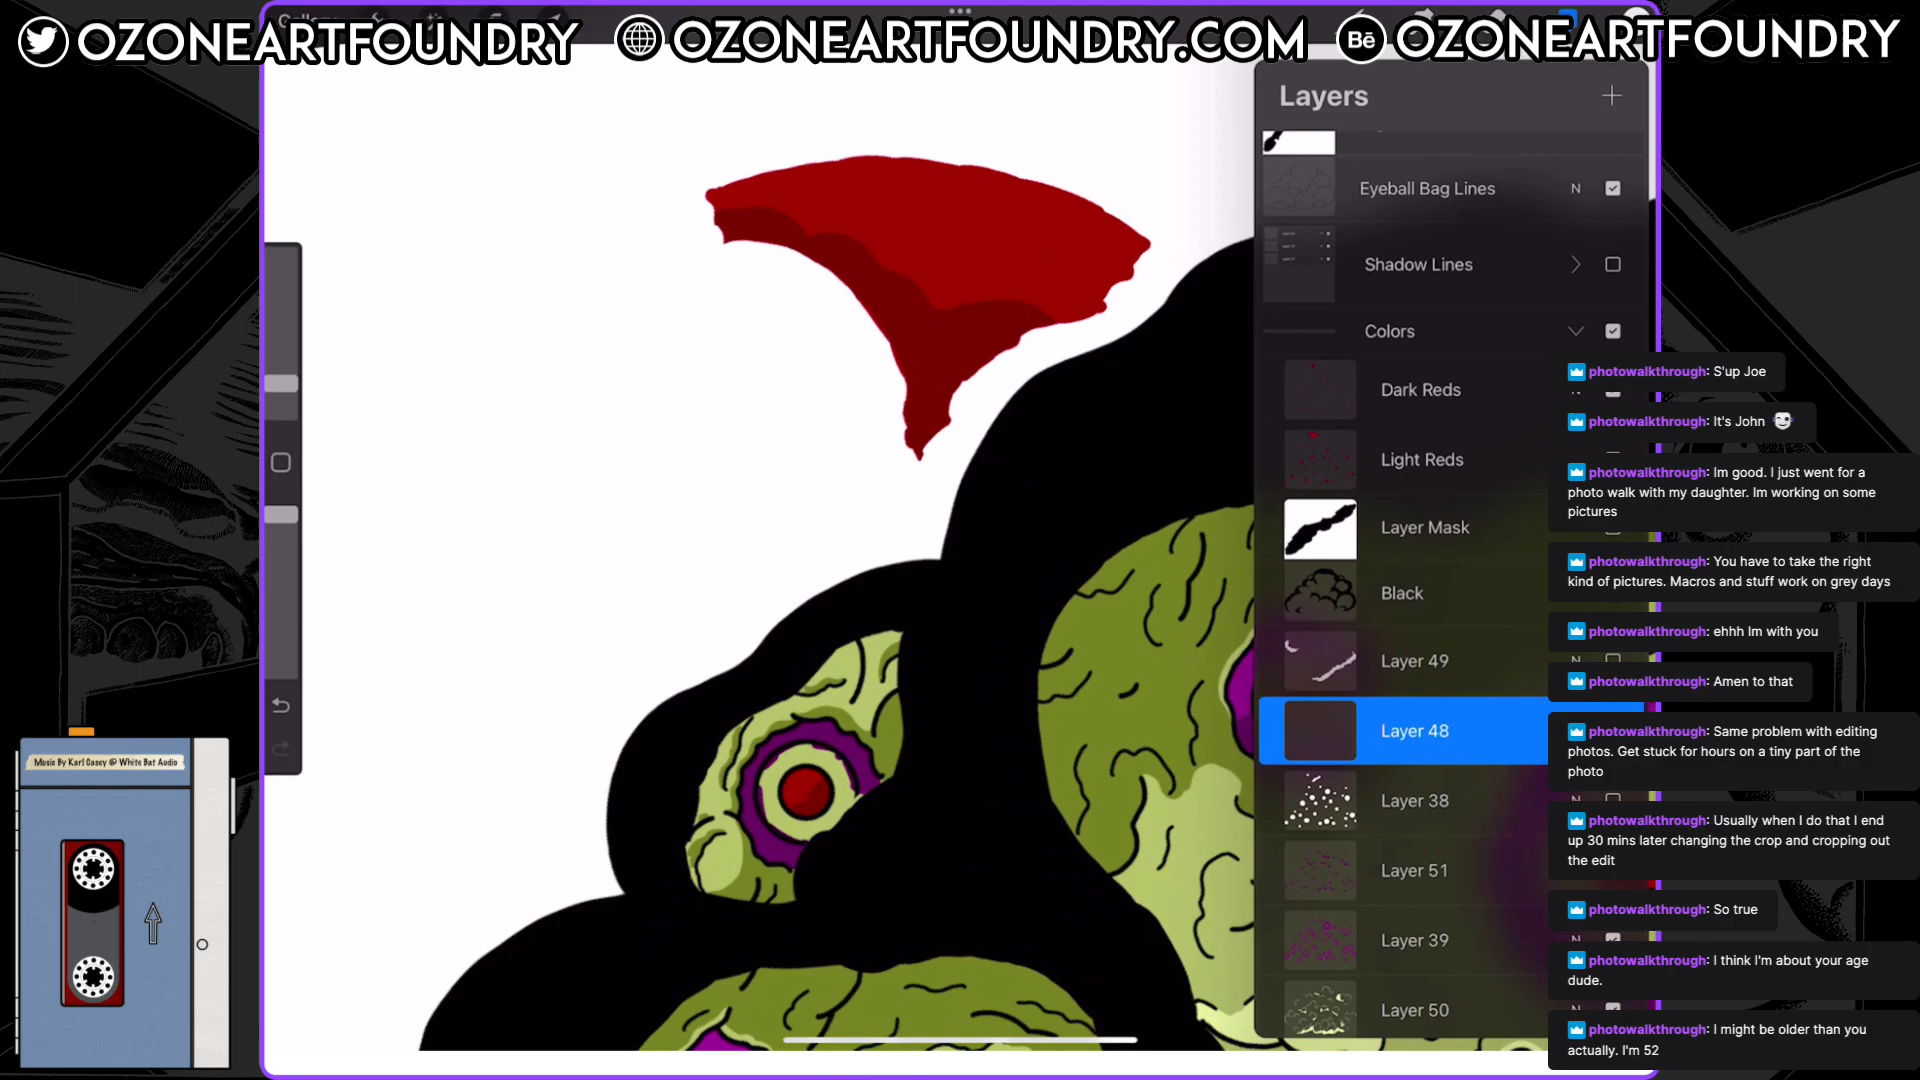 OZONEARTFOUNDRY
OZONEARTFOUNDRY.COM
Bē OZONEARTFOUNDRY
Layers
Eyeball Bag Lines N
Shadow Lines
Colors
Dark Reds
Light Reds
Layer Mask
Black
Layer 49 N
Layer 48
Layer 38 N
Layer 51
Layer 39 N
Layer 50 N
photowalkthrough: S'up Joe
photowalkthrough: It's John
photowalkthrough: Im good. I just went for a
photo walk with my daughter. Im working on some
pictures
photowalkthrough: You have to take the right
kind of pictures. Macros and stuff work on grey days
photowalkthrough: ehhh Im with you
photowalkthrough: Amen to that
photowalkthrough: Same problem with editing
photos. Get stuck for hours on a tiny part of the
photo
photowalkthrough: Usually when I do that I end
up 30 mins later changing the crop and cropping out
the edit
photowalkthrough: So true
photowalkthrough: I think I'm about your age
dude.
photowalkthrough: I might be older than you
actually. I'm 52
Music By Karl Casey @ White Bat Audio